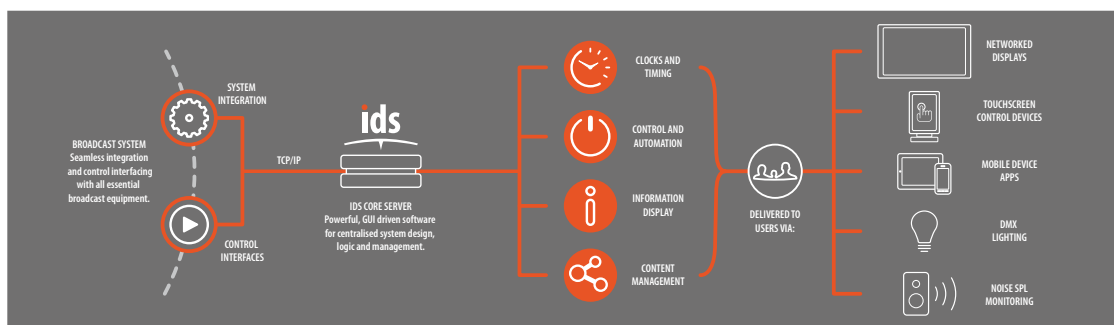 BROADCAST SYSTEM
Seamless integration
and control interfacing
with all essential
broadcast equipment.
SYSTEM
INTEGRATION
CONTROL
INTERFACES
TCP/IP
ids
IDS CORE SERVER
Powerful, GUI driven software
for centralised system design,
logic and management.
CLOCKS AND
TIMING
CONTROL AND
AUTOMATION
INFORMATION
DISPLAY
CONTENT
MANAGEMENT
DELIVERED TO
USERS VIA:
NETWORKED
DISPLAYS
TOUCHSCREEN
CONTROL DEVICES
MOBILE DEVICE
APPS
DMX
LIGHTING
NOISE SPL
MONITORING